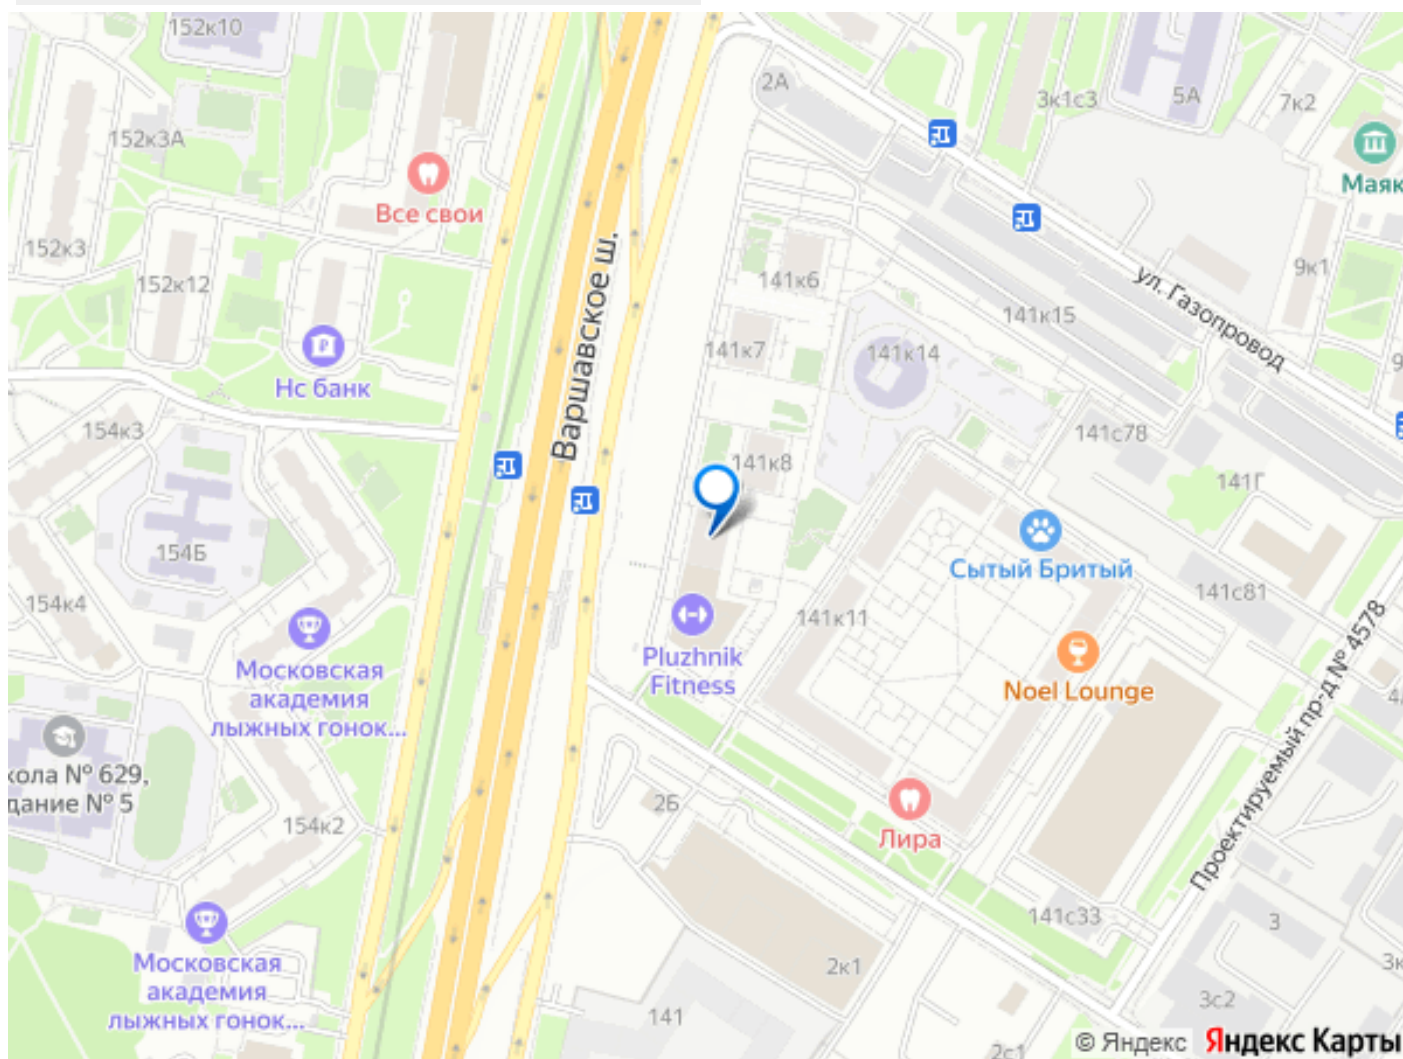 152к10
2А
3к1с3
5А
7к2
152к3А
Все свои
Маяк
152к3
152к12
141к6
9к1
ул. Газопровод
141к15
Варшавское ш.
141к7
141к14
Нс банк
154к3
141с78
141к8
141Г
154Б
Сытый Бритый
154к4
141к11
141с81
Проектируемый пр-д № 4578
Pluzhnik
Fitness
Московская
академия
лыжных гонок...
Noel Lounge
кола № 629,
дание № 5
154к2
2Б
Лира
141с33
3
Московская
академия
лыжных гонок...
2к1
3с2
141
2с1
© Яндекс Яндекс Карты